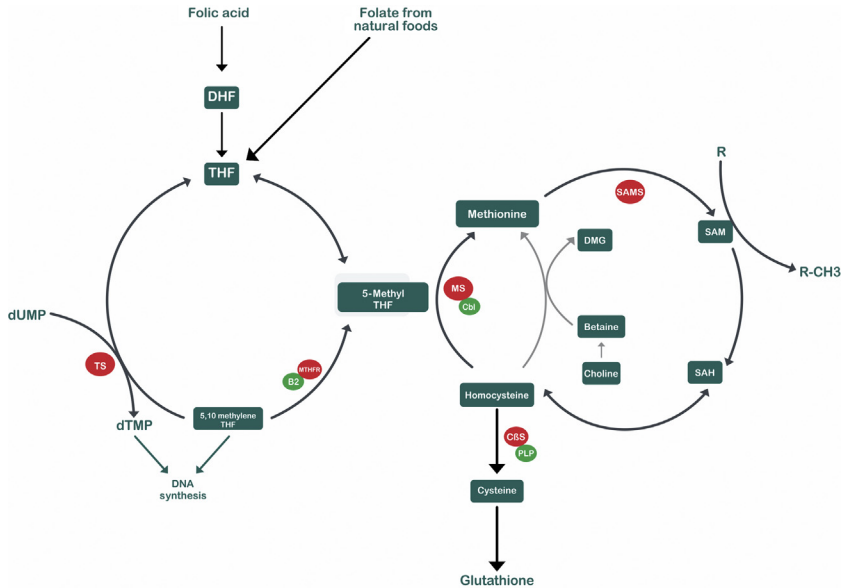 Folic acid
Folate from
natural foods
DHF
THF
R
SAMS
Methionine
SAM
DMG
R-CH3
5-Methyl
THF
MS
Cbl
dUMP
Betaine
TS
MTHFR
B2
Choline
SAH
Homocysteine
5,10 methylene
THF
dTMP
CßS
PLP
DNA
synthesis
Cysteine
Glutathione